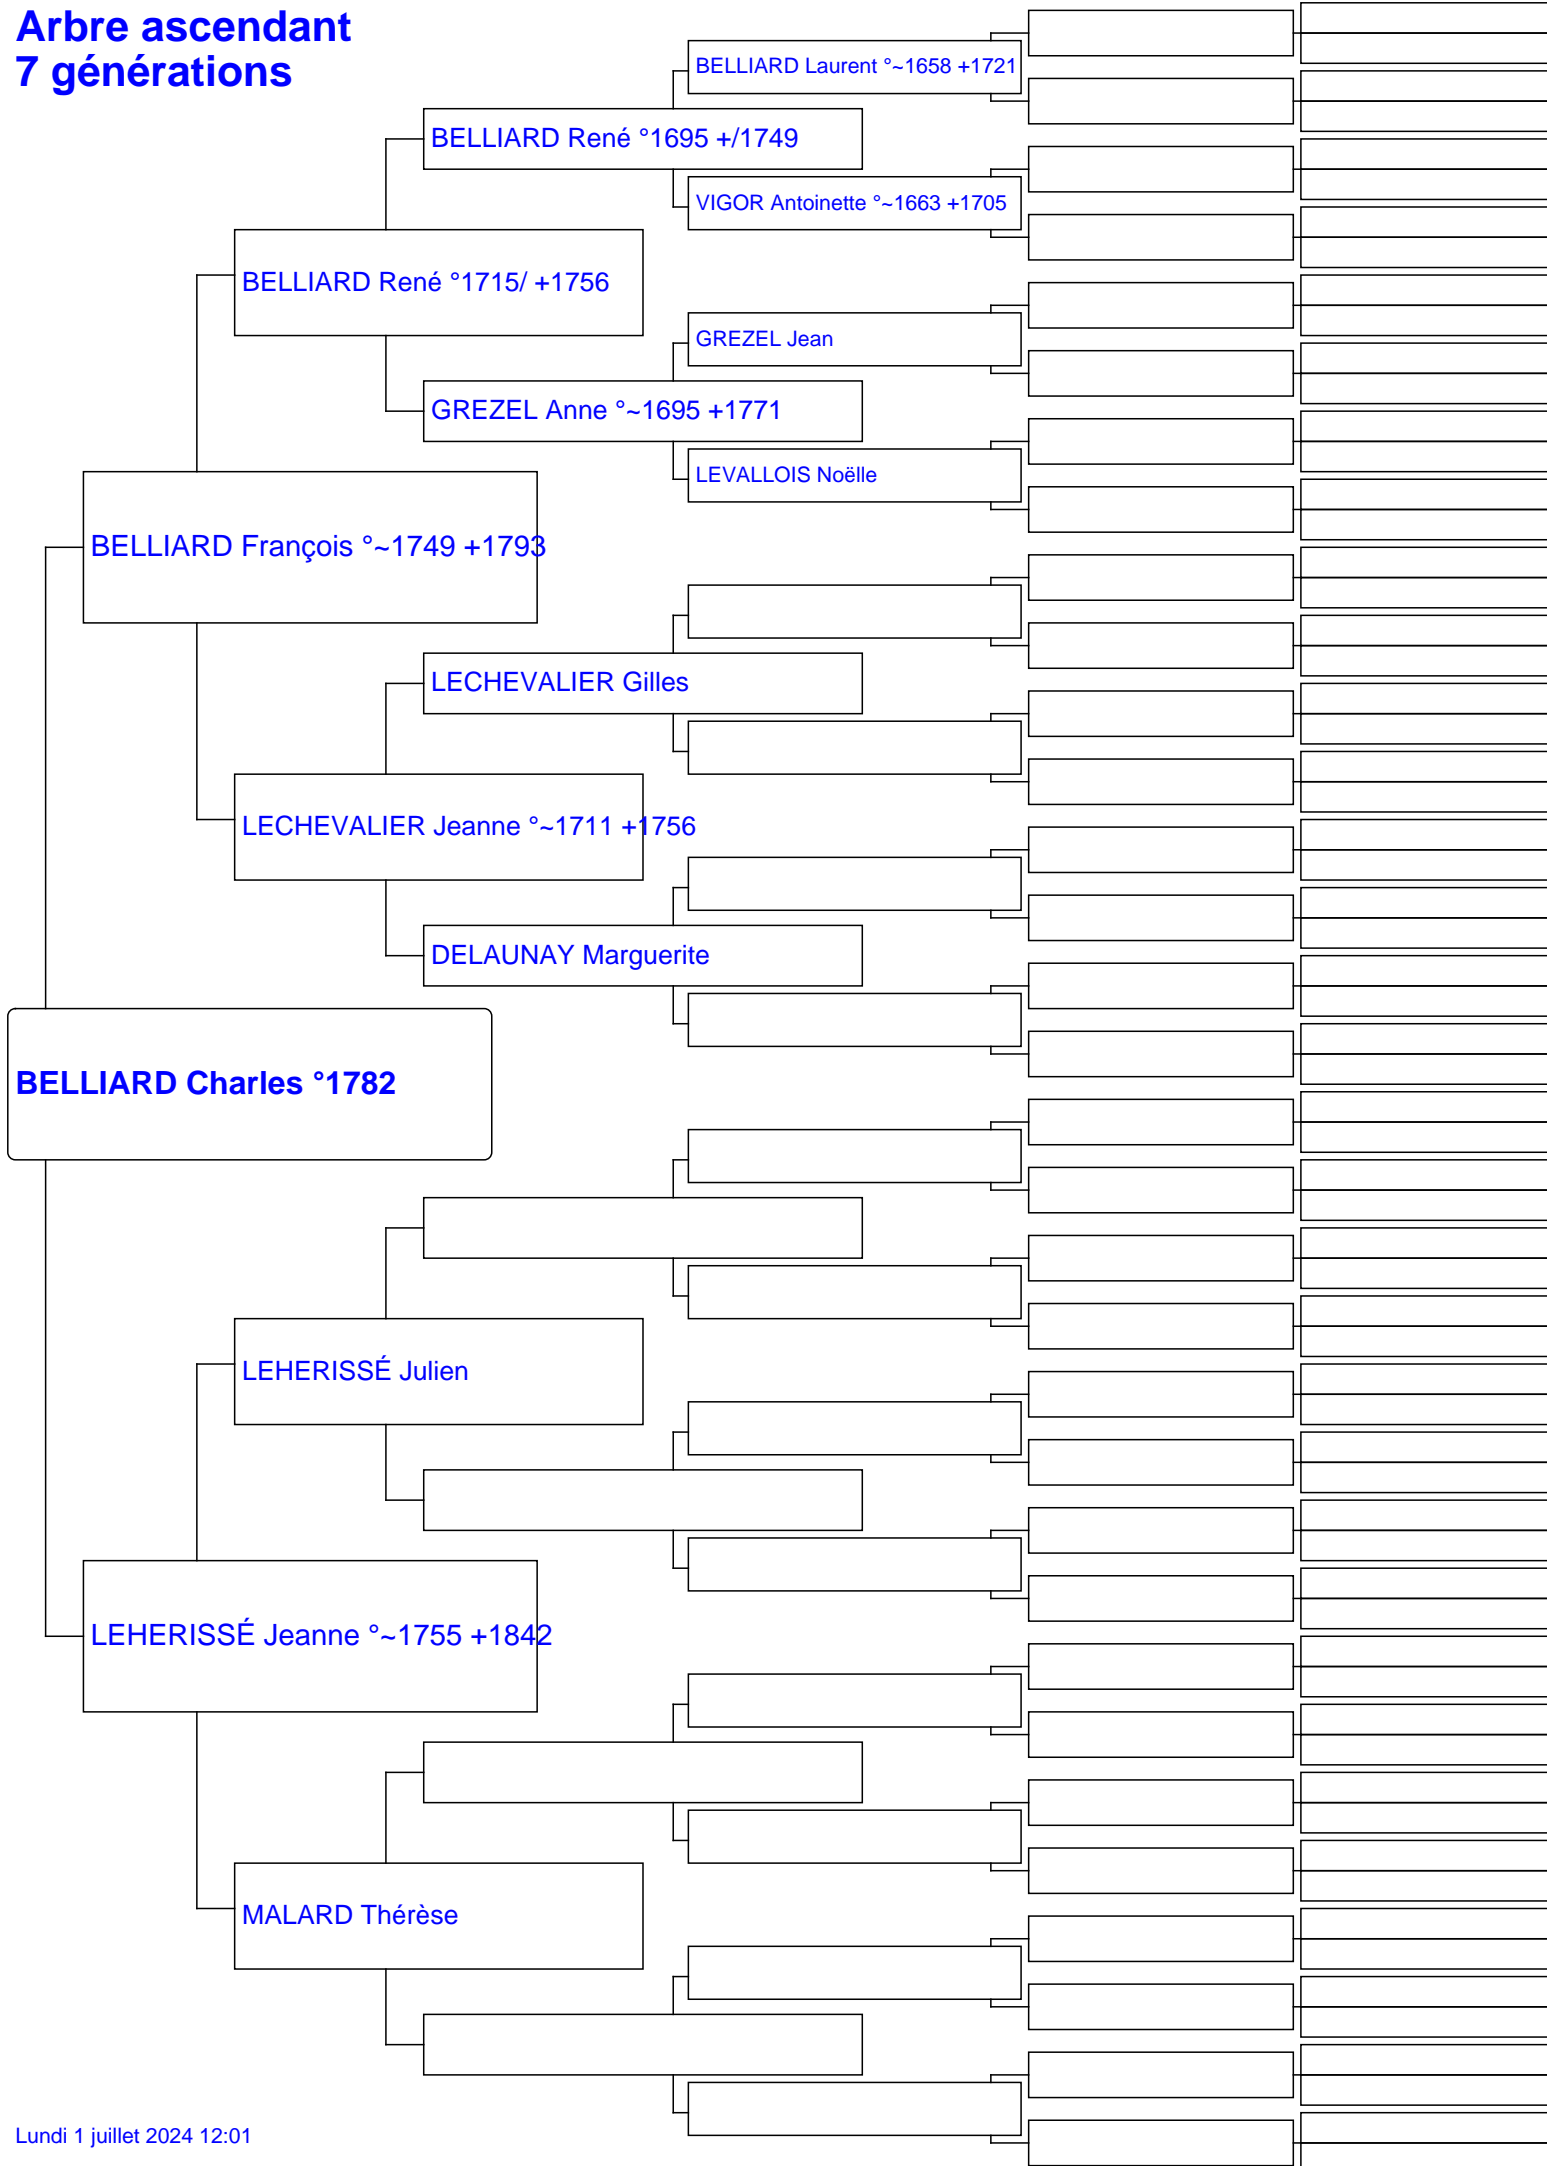 Arbre ascendant
7 générations
BELLIARD Laurent °~1658 +1721
BELLIARD René °1695 +/1749
VIGOR Antoinette °~1663 +1705
BELLIARD René °1715/ +1756
GREZEL Jean
GREZEL Anne °~1695 +1771
LEVALLOIS Noëlle
BELLIARD François °~1749 +1793
LECHEVALIER Gilles
LECHEVALIER Jeanne °~1711 +1756
DELAUNAY Marguerite
BELLIARD Charles °1782
LEHERISSÉ Julien
LEHERISSÉ Jeanne °~1755 +1842
MALARD Thérèse
Lundi 1 juillet 2024 12:01